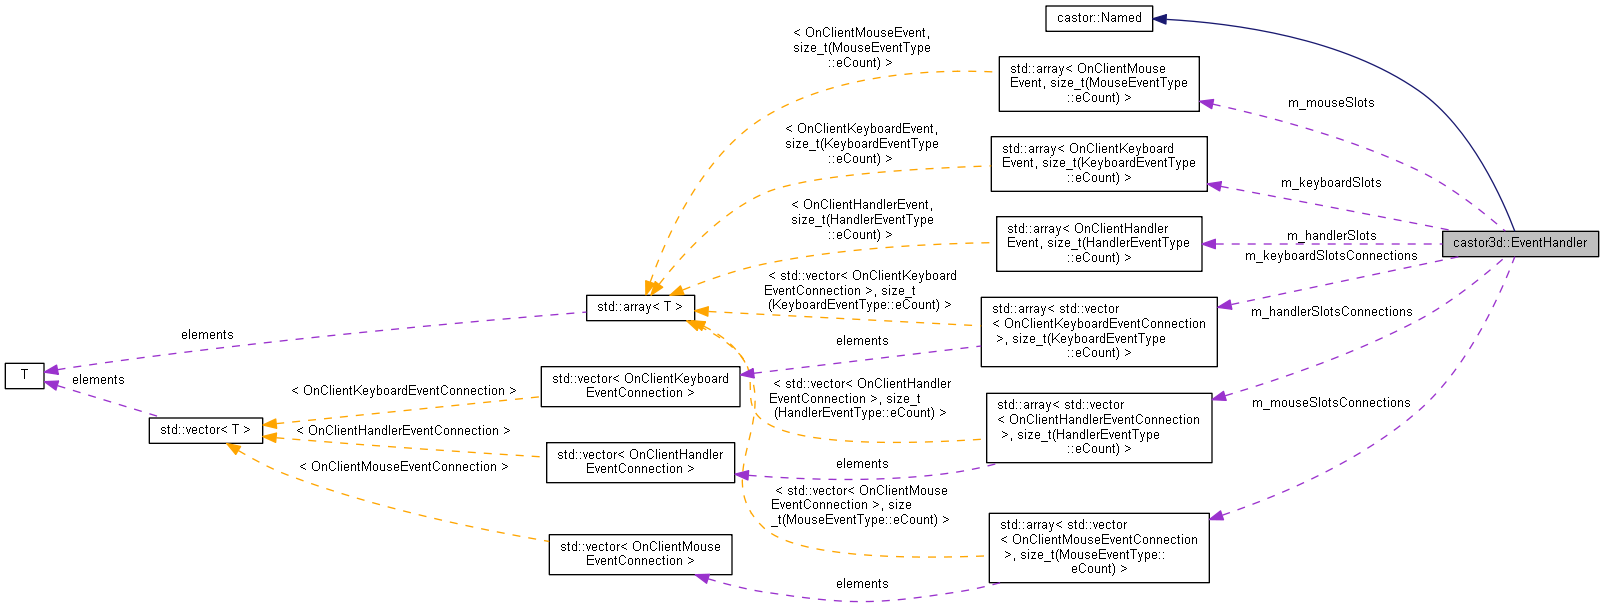 castor::Named
< OnClientMouseEvent,
size_t(MouseEventType
::eCount) >
std::array< OnClientMouse
Event, size_t(MouseEventType
::eCount) >
m_mouseSlots
< OnClientKeyboardEvent,
size_t(KeyboardEventType
::eCount) >
std::array< OnClientKeyboard
Event, size_t(KeyboardEventType
::eCount) >
m_keyboardSlots
< OnClientHandlerEvent,
size_t(HandlerEventType
::eCount) >
std::array< OnClientHandler
Event, size_t(HandlerEventType
::eCount) >
m_handlerSlots
castor3d::EventHandler
m_keyboardSlotsConnections
< std::vector< OnClientKeyboard
EventConnection >, size_t
(KeyboardEventType::eCount) >
std::array< T >
std::array< std::vector
< OnClientKeyboardEventConnection
>, size_t(KeyboardEventType
::eCount) >
m_handlerSlotsConnections
elements
elements
T
elements
std::vector< OnClientKeyboard
EventConnection >
< OnClientKeyboardEventConnection >
< std::vector< OnClientHandler
EventConnection >, size_t
(HandlerEventType::eCount) >
std::array< std::vector
< OnClientHandlerEventConnection
>, size_t(HandlerEventType
::eCount) >
m_mouseSlotsConnections
std::vector< T >
< OnClientHandlerEventConnection >
std::vector< OnClientHandler
EventConnection >
elements
< OnClientMouseEventConnection >
< std::vector< OnClientMouse
EventConnection >, size
_t(MouseEventType::eCount) >
std::array< std::vector
< OnClientMouseEventConnection
>, size_t(MouseEventType::
eCount) >
std::vector< OnClientMouse
EventConnection >
elements